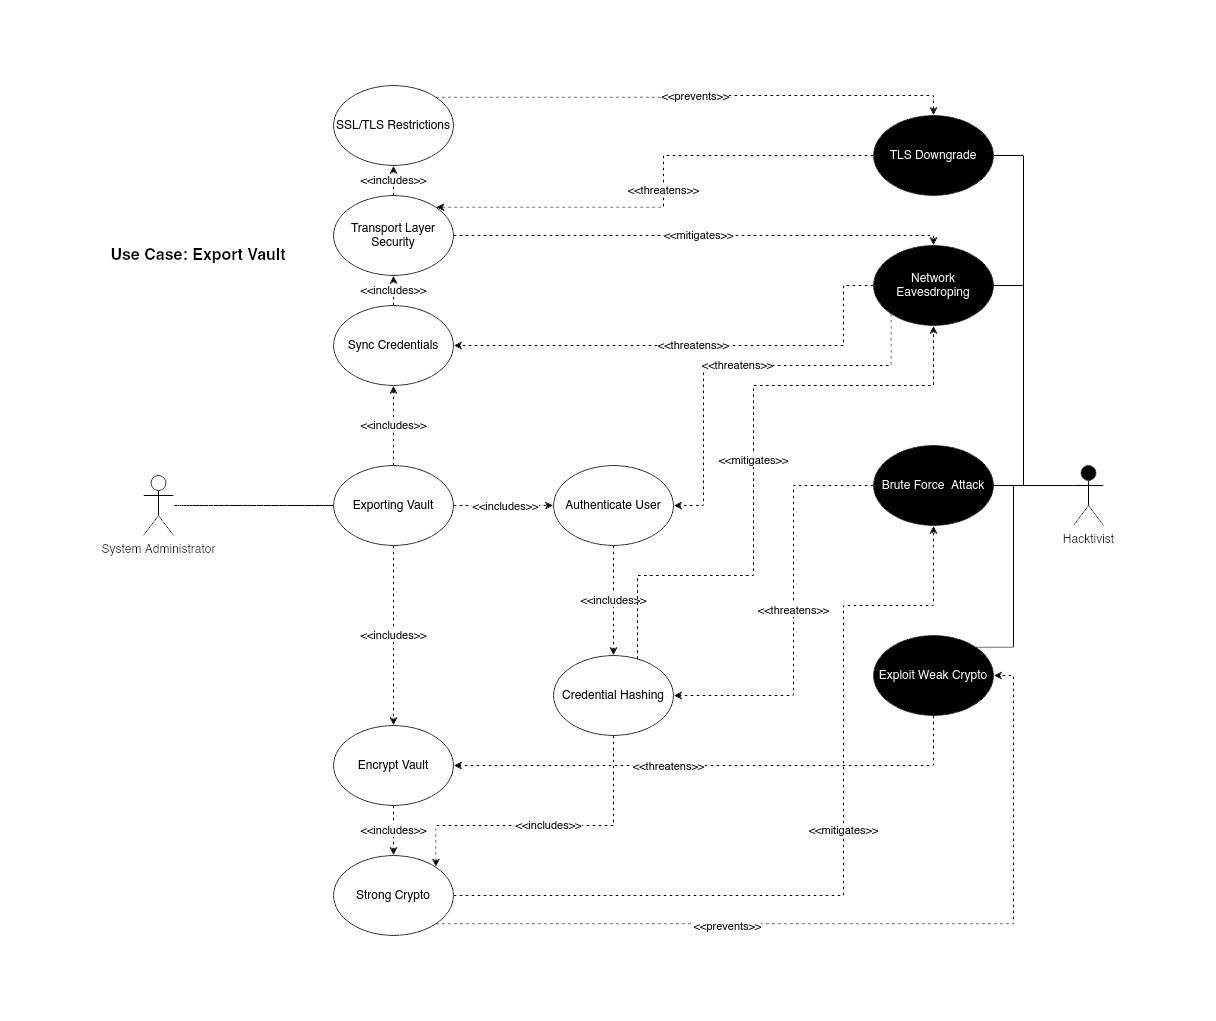 <<prevents>>
SSL/TLS Restrictions
TLS Downgrade
<<includes>>
<<threatens>>
Transport Layer
Security
<<mitigates>>
Use Case: Export Vault
Network
Eavesdroping
<<includes>>
Sync Credentials
<<threatens>>
<<threatens>>
<<includes>>
<<mitigates>>
Brute Force  Attack
Exporting Vault
<<includes>>
Authenticate User
System Administrator
Hacktivist
<<includes>>
<<threatens>>
<<includes>>
Exploit Weak Crypto
Credential Hashing
Encrypt Vault
<<threatens>>
<<includes>>
<<includes>>
<<mitigates>>
Strong Crypto
<<prevents>>